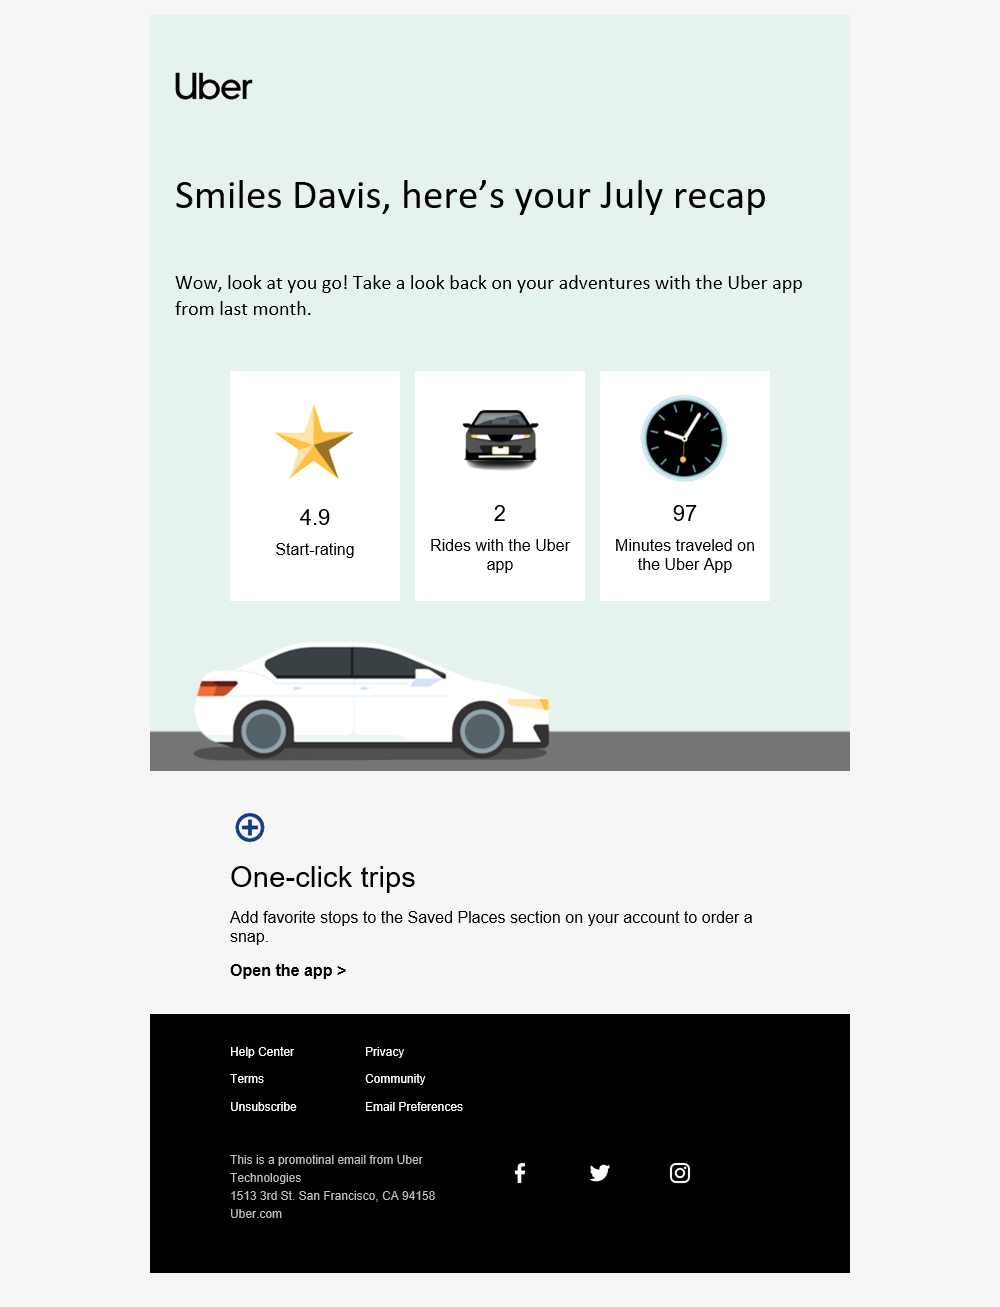 Uber
Smiles Davis, here’s your July recap
Wow, look at you go! Take a look back on your adventures with the Uber app
from last month.
4.9
Start-rating
2
Rides with the Uber
app
97
Minutes traveled on
the Uber App
One-click trips
Add favorite stops to the Saved Places section on your account to order a
snap.
Open the app >
Help Center
Privacy
Terms
Community
Unsubscribe
Email Preferences
This is a promotinal email from Uber
Technologies
1513 3rd St. San Francisco, CA 94158
Uber.com